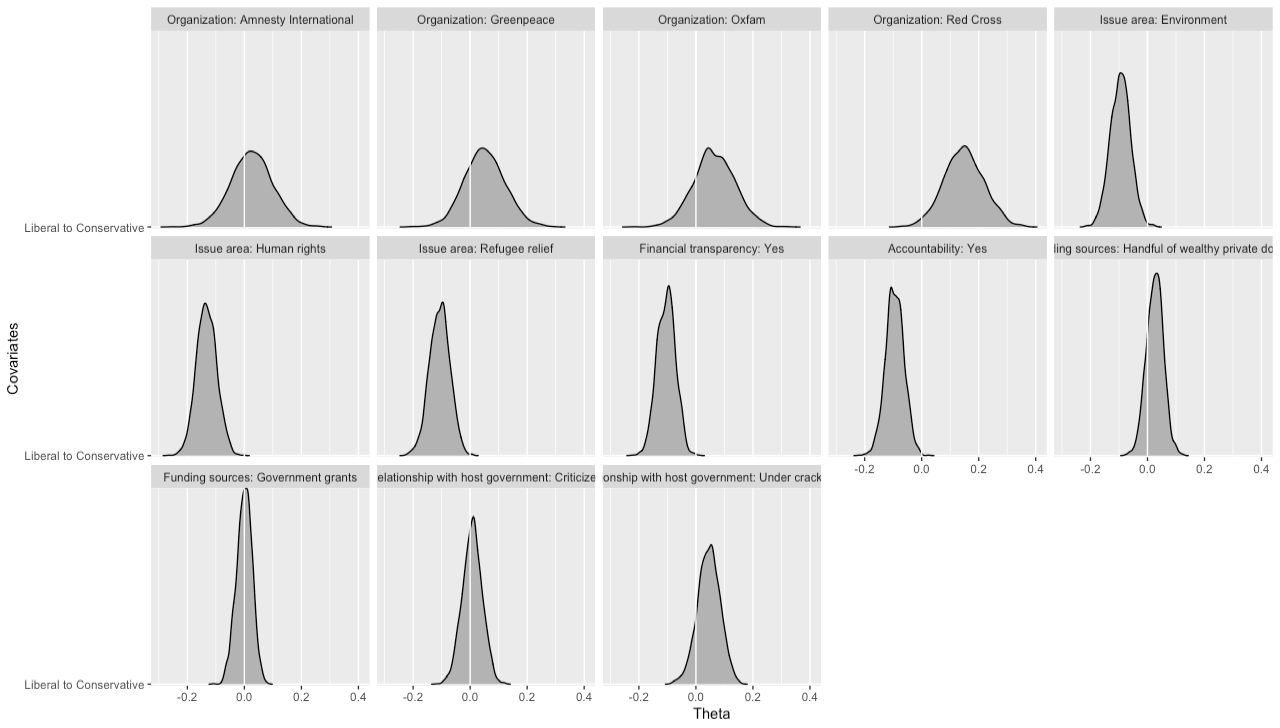 Organization: Amnesty International
Organization: Greenpeace
Organization: Oxfam
Organization: Red Cross
Issue area: Environment
Liberal to Conservative
Issue area: Human rights
Issue area: Refugee relief
Financial transparency: Yes
Accountability: Yes
ling sources: Handful of wealthy private do
Covariates
Liberal to Conservative
-0.2 0.0 0.2 0.4
-0.2 0.0 0.2 0.4
Funding sources: Government grants
elationship with host government: Criticize
onship with host government: Under crack
Liberal to Conservative
-0.2 0.0 0.2 0.4
-0.2 0.0 0.2 0.4
-0.2 0.0 0.2 0.4
Theta